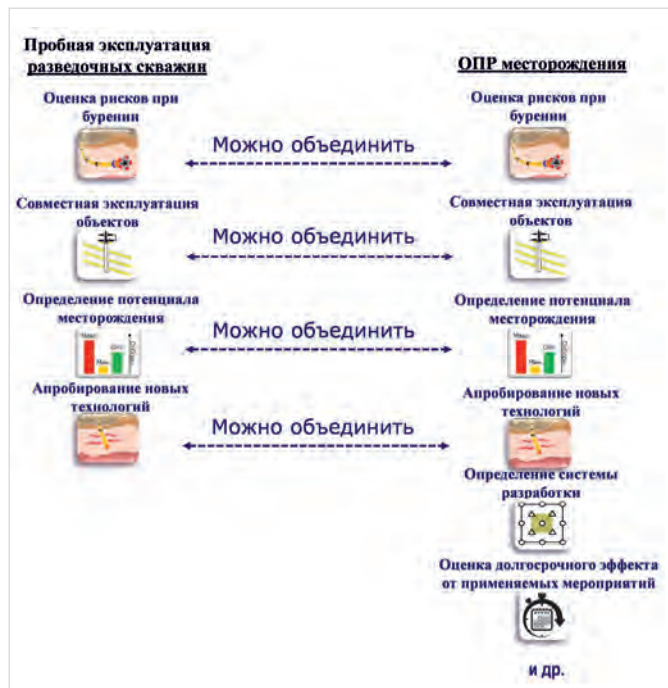 Пробная эксплуатация
разведочных скважин
Оценка рисков при
бурении
Совместная эксплуатация
объектов
Определение потенциала
месторождения
Апробирование новых
технологий
Можно объединить
Можно объединить
Можно объединить
Можно объединить
ОПР месторождения
Оценка рисков при
бурении
Совместная эксплуатация
объектов
Определение потенциала
месторождения
Апробирование новых
технологий
Определение системы
разработки
Оценка долгосрочного эффекта
от применяемых мероприятий
и др.